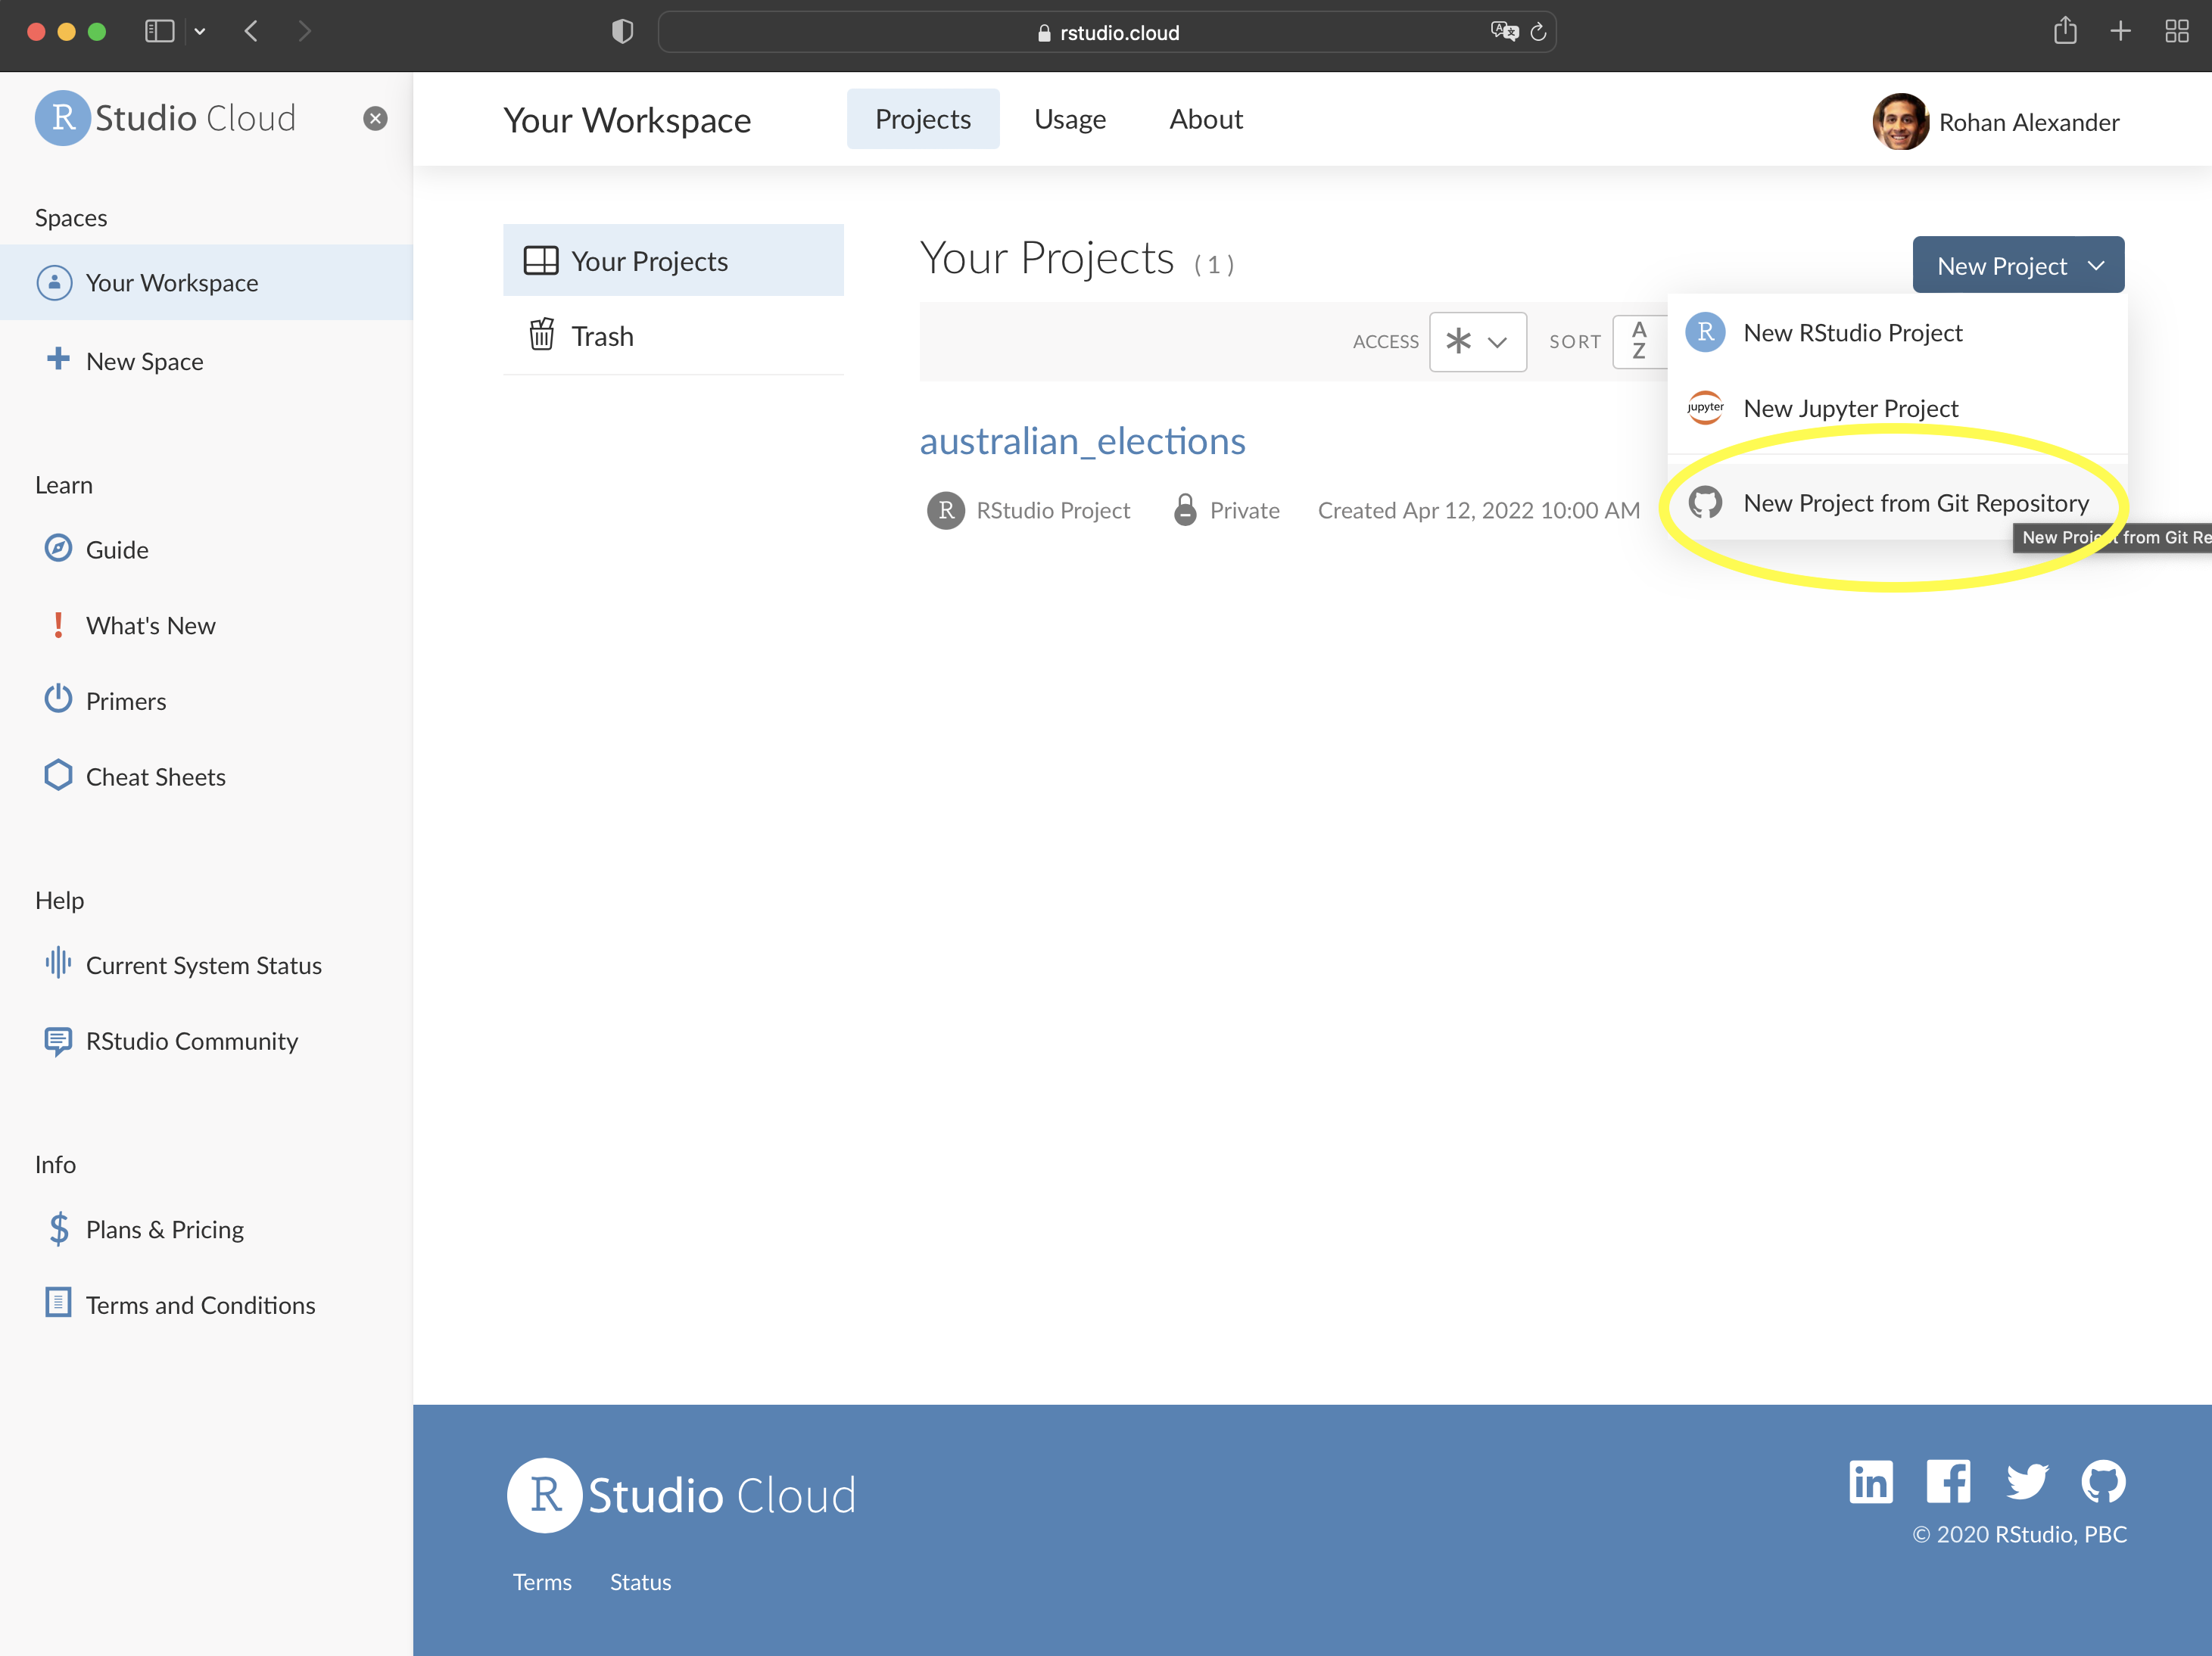 rstudio.cloud
R Studio Cloud
Your Workspace
Projects
Usage
About
Rohan Alexander
Spaces
Your Workspace
New Space
Learn
Guide
What's New
Primers
Cheat Sheets
Help
Current System Status
RStudio Community
Info
Plans & Pricing
Terms and Conditions
Your Projects
Trash
Your Projects (1)
New Project
ACCESS
SORT
A
Z
R New RStudio Project
jupyter New Jupyter Project
New Project from Git Repository
New Project from Git Re
australian_elections
R RStudio Project
Private
Created Apr 12, 2022 10:00 AM
R Studio Cloud
in
© 2020 RStudio, PBC
Terms
Status